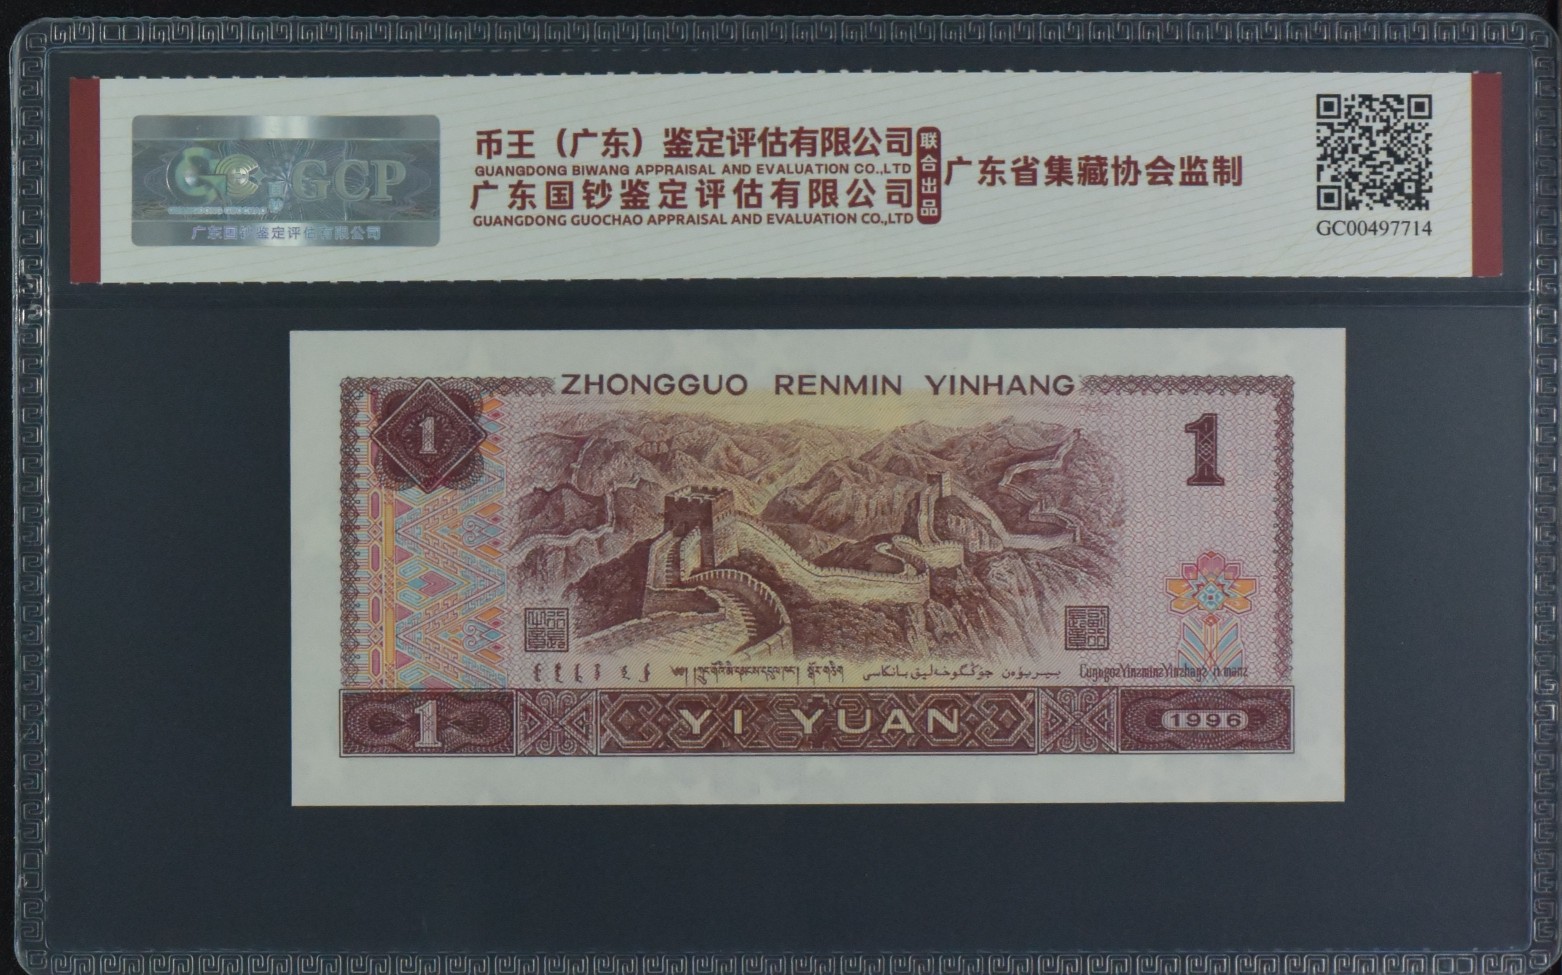 GCP
广东国钞鉴定评估有限公司
币王（广东）鉴定评估有限公司
GUANGDONG BIWANG APPRAISAL AND EVALUATION CO.,LTD
广东国钞鉴定评估有限公司
GUANGDONG GUOCHAO APPRAISAL AND EVALUATION CO,.LTD
联合出品
广东省集藏协会监制
GC00497714
ZHONGGUO RENMIN YINHANG
1
1
1 YI YUAN 1996